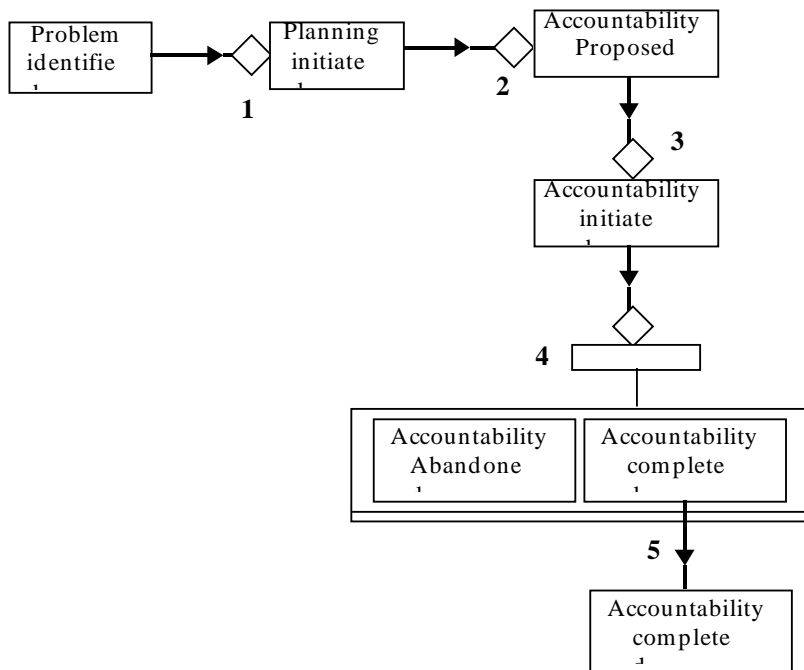 Problem
identifie
1
Planning
initiate
2
Accountability
Proposed
3
Accountability
initiate
4
Accountability
Abandone
Accountability
complete
5
Accountability
complete
d